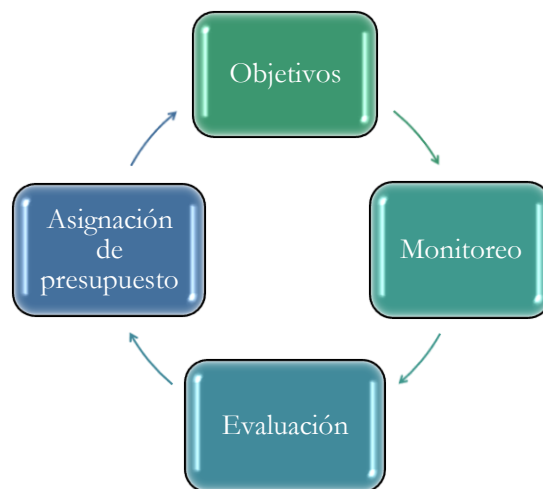 Objetivos
Monitoreo
Evaluación
Asignación
de
presupuesto